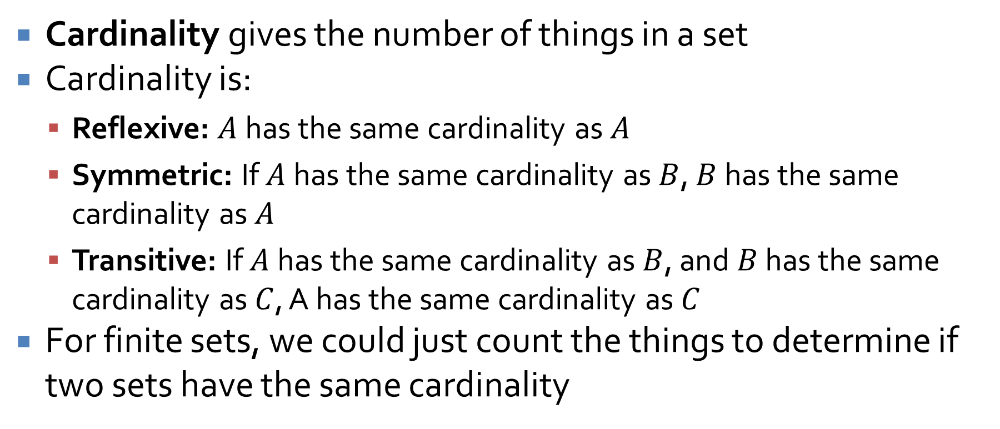 Cardinality gives the number of things in a set
Cardinality is:
Reflexive: A has the same cardinality as A
Symmetric: If A has the same cardinality as B, B has the same
cardinality as A
Transitive: If A has the same cardinality as B, and B has the same
cardinality as C, A has the same cardinality as C
For finite sets, we could just count the things to determine if
two sets have the same cardinality